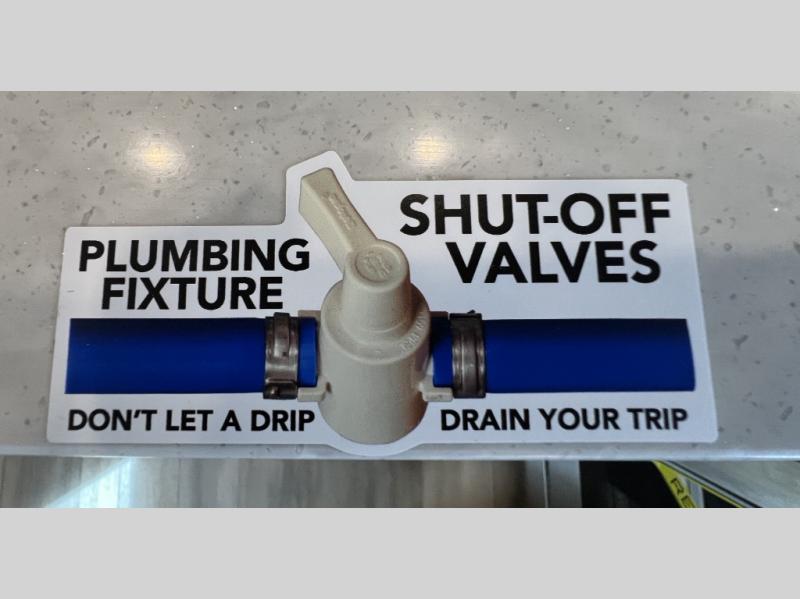 PLUMBING
FIXTURE
SHUT-OFF
VALVES
DON'T LET A DRIP
DRAIN YOUR TRIP